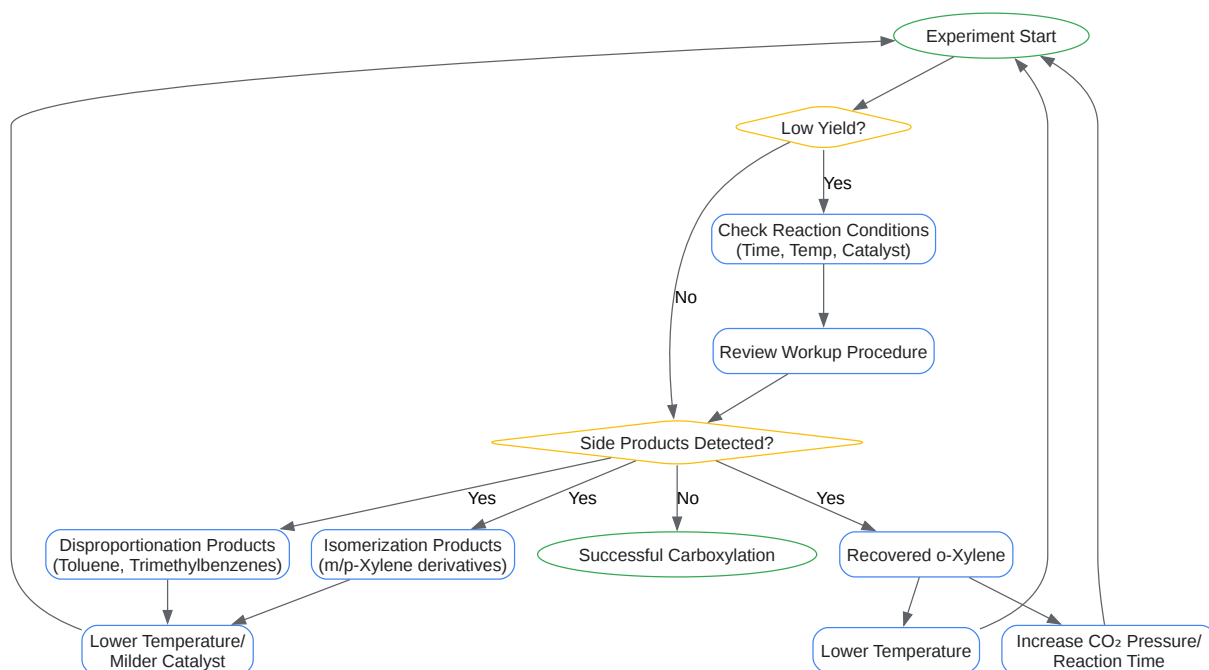 Experiment Start
Low Yield?
Yes
Check Reaction Conditions
(Time, Temp, Catalyst)
No
Review Workup Procedure
Side Products Detected?
Yes
Yes
No
Yes
Disproportionation Products
(Toluene, Trimethylbenzenes)
Isomerization Products
(m/p-Xylene derivatives)
Successful Carboxylation
Recovered o-Xylene
Lower Temperature/
Milder Catalyst
Lower Temperature
Increase CO₂ Pressure/
Reaction Time